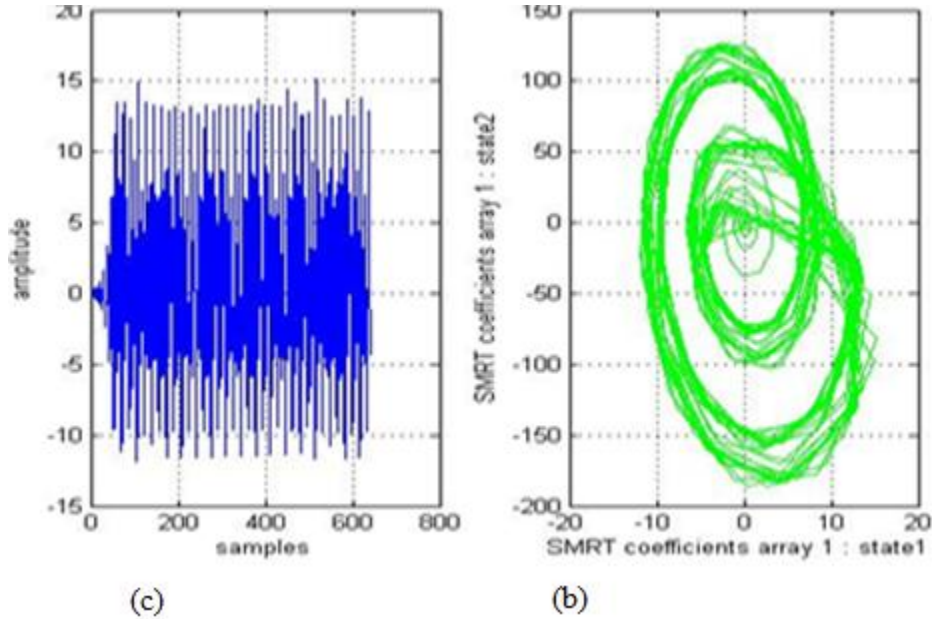 20
15
10
5
0
-5
-10
-15
0 200 400 600 800
amplitude
samples
(c)
150
100
50
0
-50
-100
-150
-200
-20 -10 0 10 20
SMRT coefficients array 1 : state2
SMRT coefficients array 1 : state1
(b)